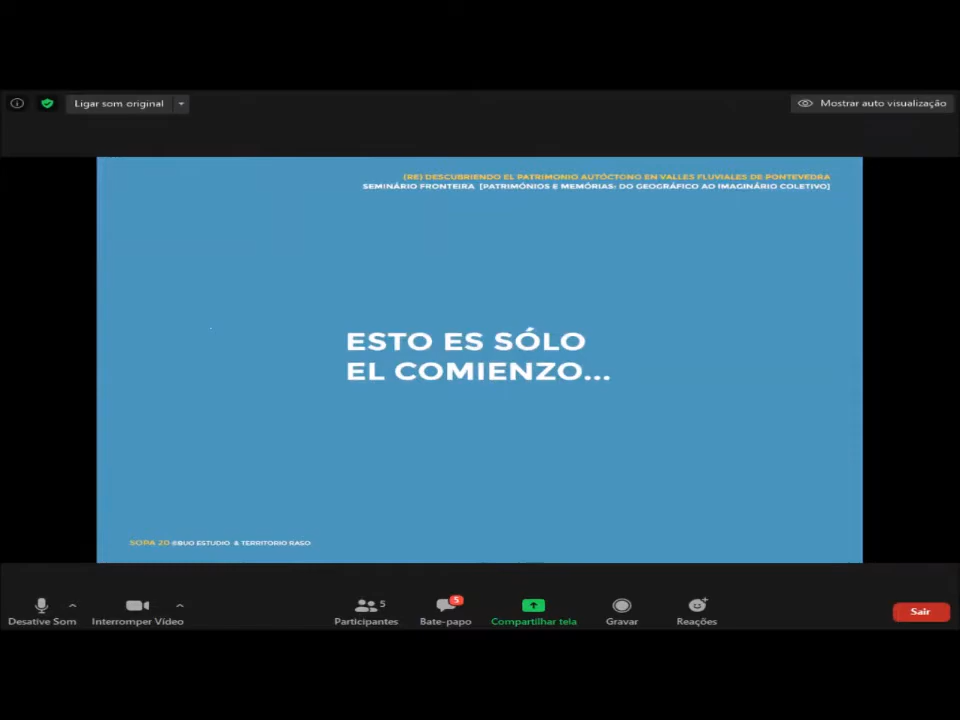 Ligar som original
Mostrar auto visualização
(RE) DESCUBRIENDO EL PATRIMONIO AUTÓCTONO EN VALLES FLUVIALES DE PONTEVEDRA
SEMINÁRIO FRONTEIRA [PATRIMÓNIOS E MEMÓRIAS: DO GEOGRÁFICO AO IMAGINÁRIO COLETIVO]
ESTO ES SÓLO
EL COMIENZO...
SOPA 20 ©BUO ESTUDIO & TERRITORIO RASO
5
5
Desative Som
Interromper Vídeo
Participantes
Bate-papo
Compartilhar tela
Gravar
Reações
Sair